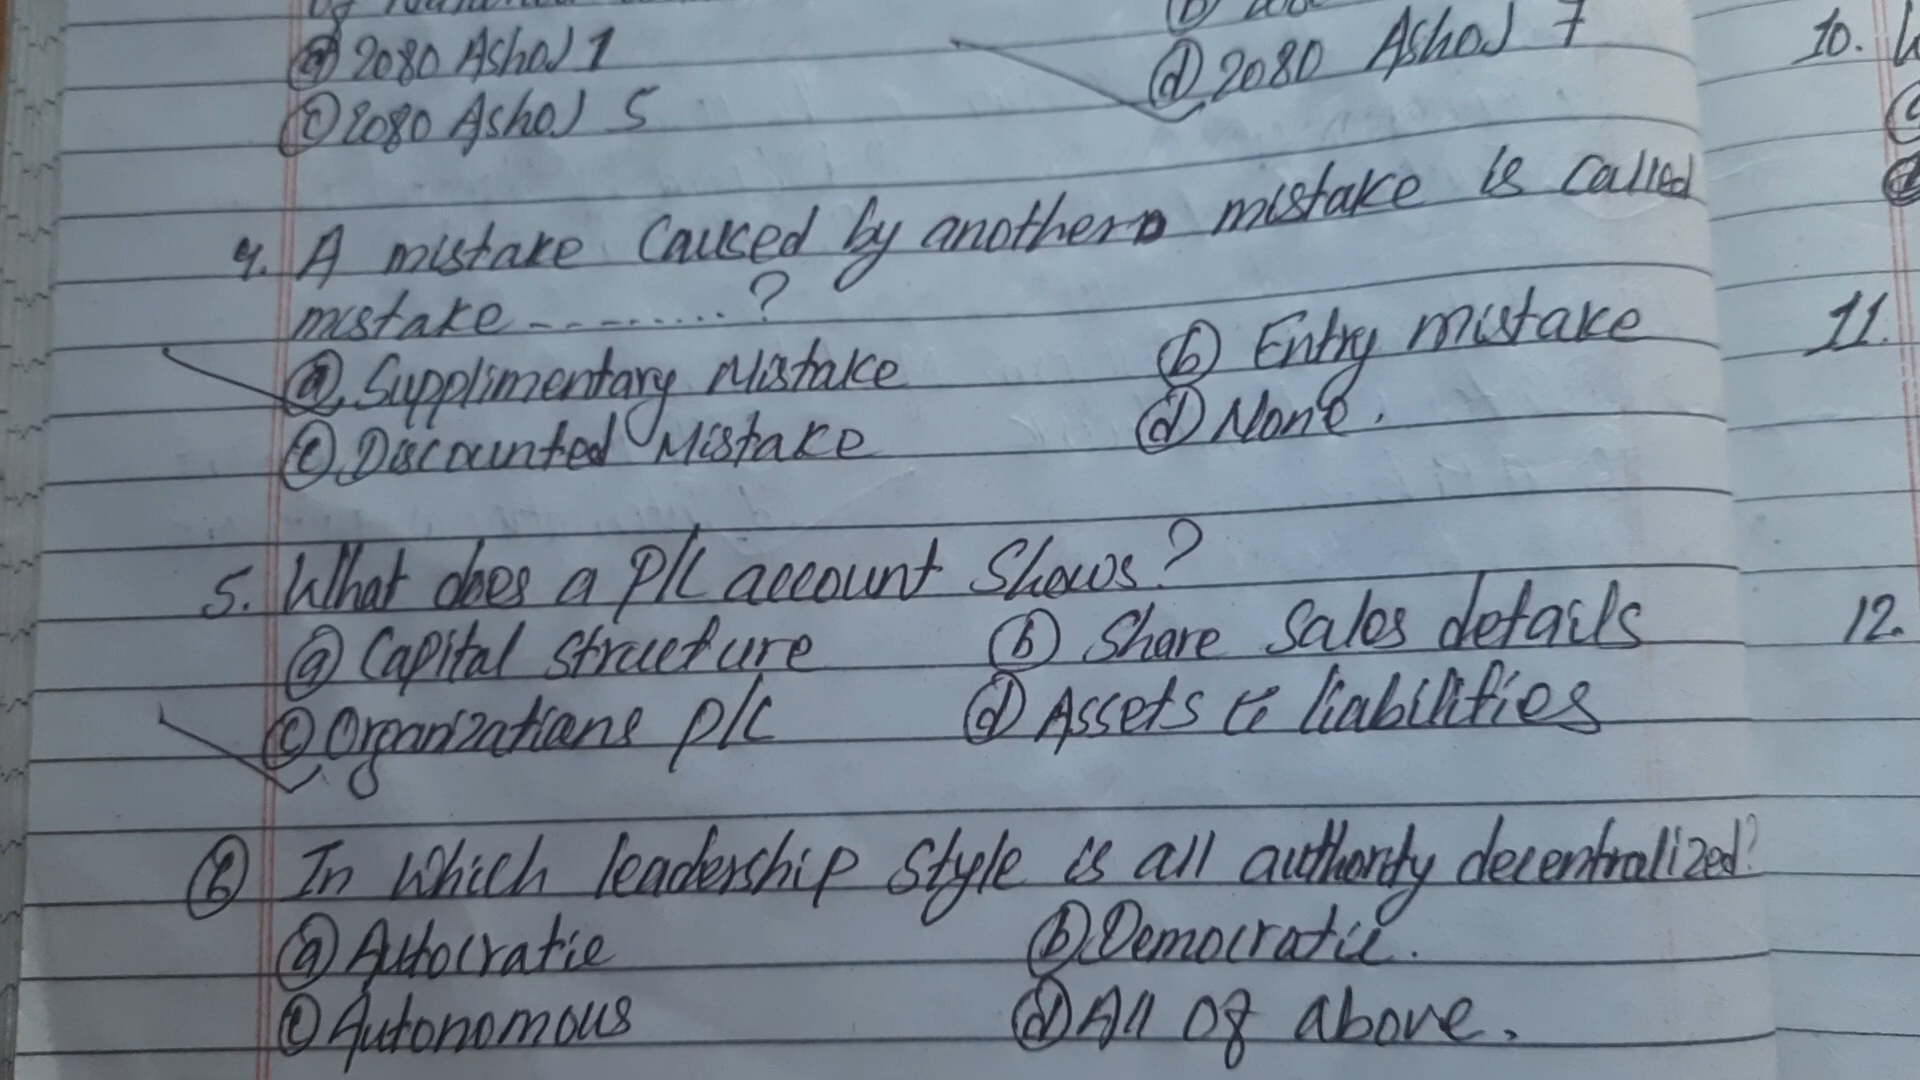 (a) 2080 Ashoj 1
(d) 2080 Ashoj 7
(c) 2080 Ashoj 5
4. A mistake Caused by another mistake is called
mistake ---......?
(a) Supplimentary Mistake
(b) Entry mistake
(c) Discounted Mistake
(d) None.
5. What does a P/L account Shows?
(a) Capital Structure
(b) Share Sales details
(c) Organizations P/L
(d) Assets & liabilities
(6) In Which leadership Style is all authority decentralized?
(a) Autocratic
(b) Democratic.
(c) Autonomous
(d) All of above.
10.
11.
12.